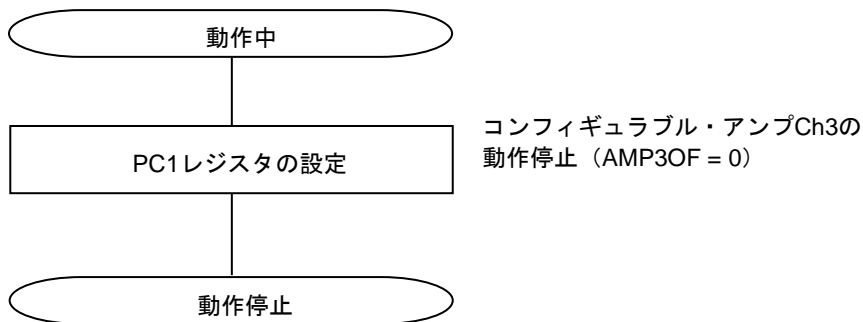 動作中
PC1レジスタの設定
コンフィギュラブル・アンプCh3の
動作停止（AMP3OF = 0）
動作停止